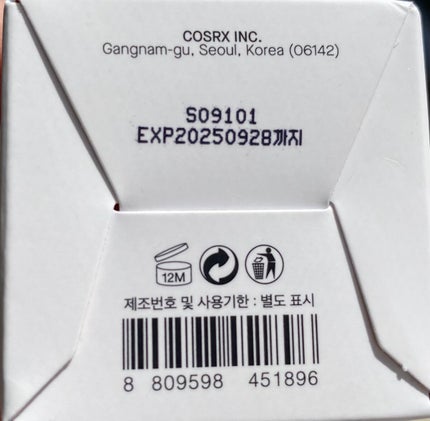 COSRX INC.
Gangnam-gu, Seoul, Korea (06142)
S09101
EXP20250928까지
12M
제조번호 및 사용기한 : 별도 표시
8 809598 451896